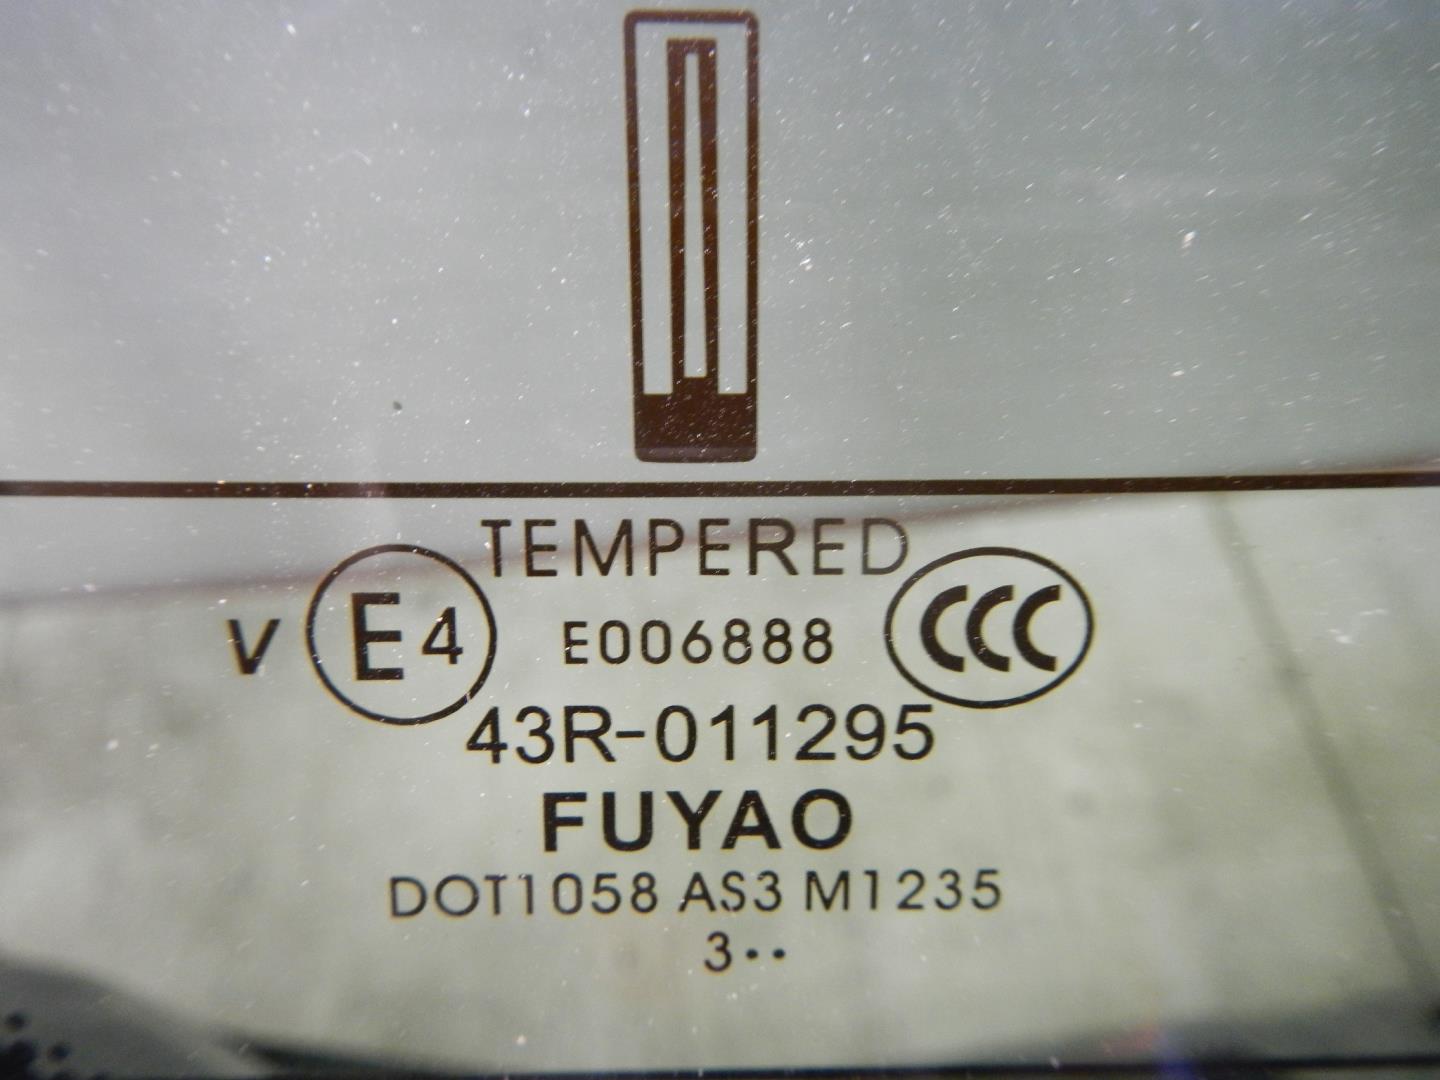 TEMPERED
V E4 E006888 CCC
43R-011295
FUYAO
DOT1058 AS3 M1235
3··